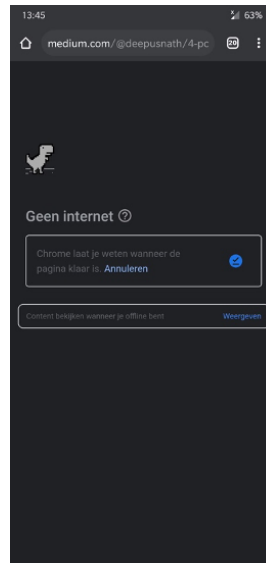 13:45
63%
medium.com/@deepusnath/4-pc
20
Geen internet
Chrome laat je weten wanneer de
pagina klaar is. Annuleren
Content bekijken wanneer je offline bent
Weergeven